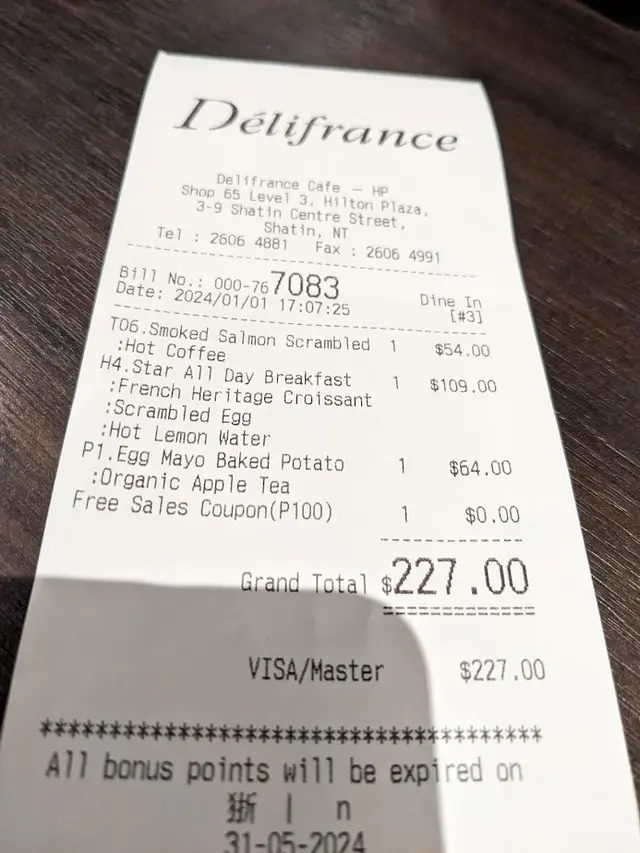 Délifrance
Delifrance Cafe - HP
Shop 65 Level 3, Hilton Plaza,
3-9 Shatin Centre Street,
Shatin, NT
Tel : 2606 4881 Fax : 2606 4991
Bill No.: 000-767083
Dine In
Date: 2024/01/01 17:07:25
[#3]
T06.Smoked Salmon Scrambled 1 $54.00
:Hot Coffee
H4.Star All Day Breakfast 1 $109.00
:French Heritage Croissant
:Scrambled Egg
:Hot Lemon Water
P1.Egg Mayo Baked Potato 1 $64.00
:Organic Apple Tea
Free Sales Coupon(P100) 1 $0.00
Grand Total $227.00
VISA/Master $227.00
****************************************
All bonus points will be expired on
| n
31-05-2024